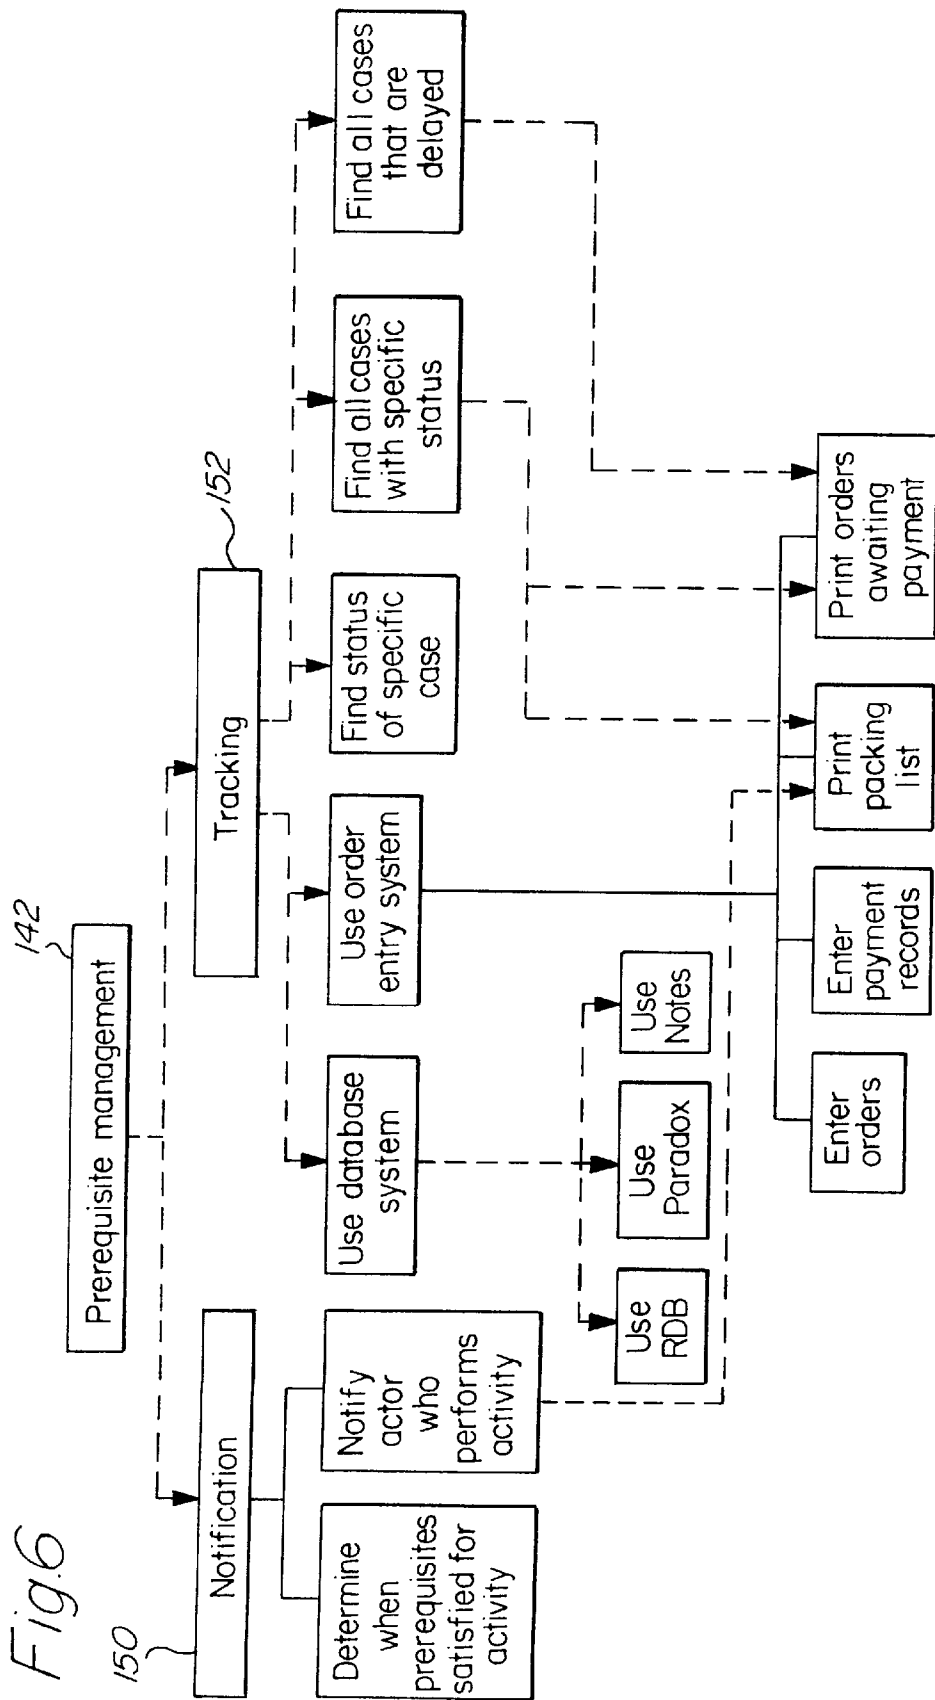 Fig.6
142
Prerequisite management
150
Notification
152
Tracking
Determine
when
prerequisites
satisfied for
activity
Notify
actor
who
performs
activity
Use database
system
Use order
entry system
Find status
of specific
case
Find all cases
with specific
status
Find all cases
that are
delayed
Use
RDB
Use
Paradox
Use
Notes
Enter
orders
Enter
payment
records
Print
packing
list
Print orders
awaiting
payment